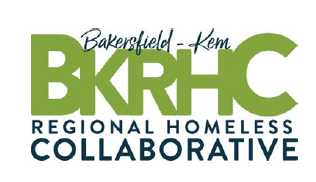 Bakersfield - Kern
BKRHC
REGIONAL HOMELESS
COLLABORATIVE